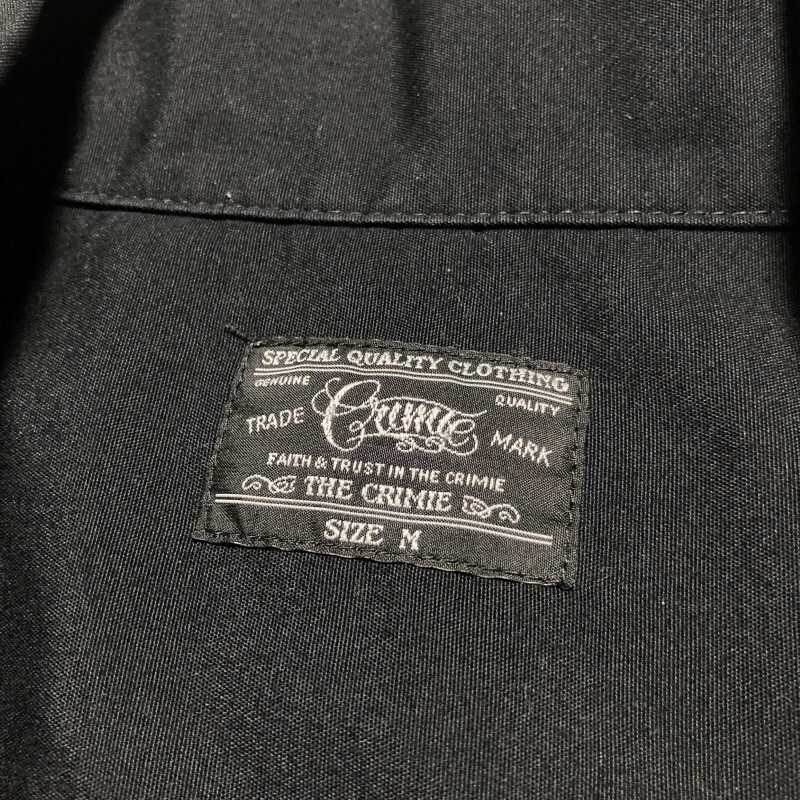 SPECIAL QUALITY CLOTHING
GENUINE QUALITY
TRADE Crimie MARK
FAITH & TRUST IN THE CRIMIE
THE CRIMIE
SIZE M